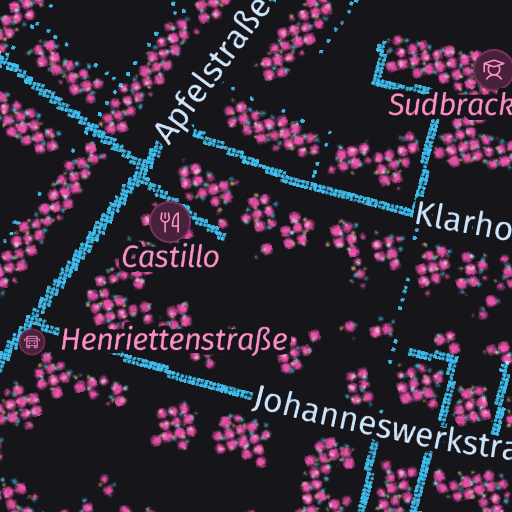 Apfelstraße
Sudbrack
Klarho
Castillo
Henriettenstraße
Johanneswerkstra